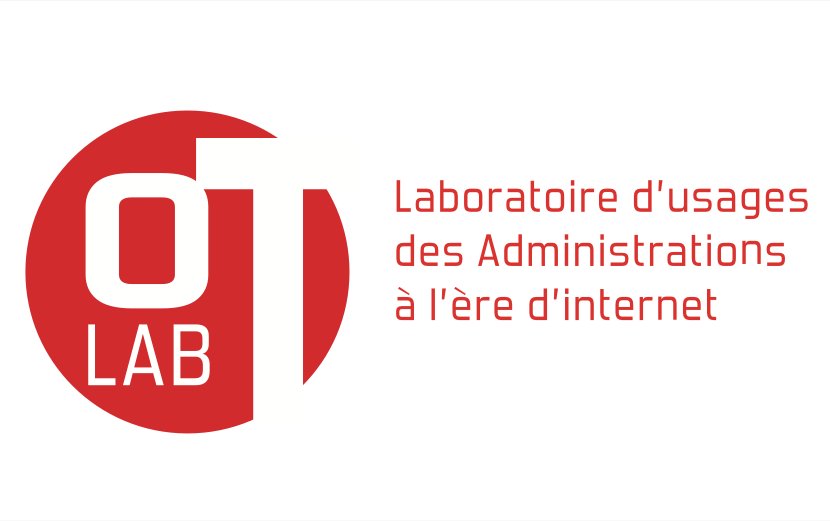 OT
LAB
Laboratoire d'usages
des Administrations
à l'ère d'internet